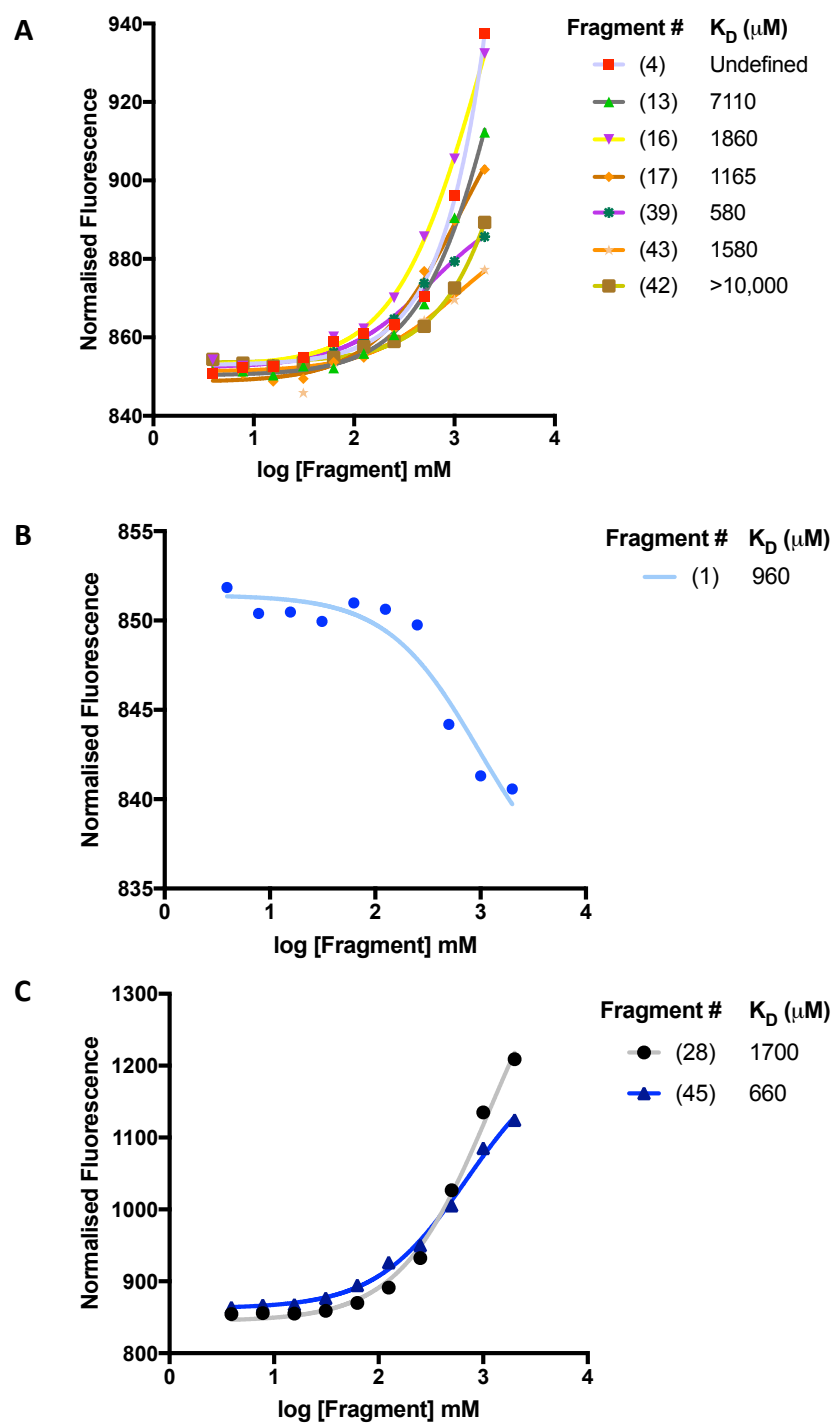 A
Fragment # K_D (μM)
(4) Undefined
(13) 7110
(16) 1860
(17) 1165
(39) 580
(43) 1580
(42) >10,000
Normalised Fluorescence
940
920
900
880
860
840
0 1 2 3 4
log [Fragment] mM
B
Fragment # K_D (μM)
(1) 960
Normalised Fluorescence
855
850
845
840
835
0 1 2 3 4
log [Fragment] mM
C
Fragment # K_D (μM)
(28) 1700
(45) 660
Normalised Fluorescence
1300
1200
1100
1000
900
800
0 1 2 3 4
log [Fragment] mM